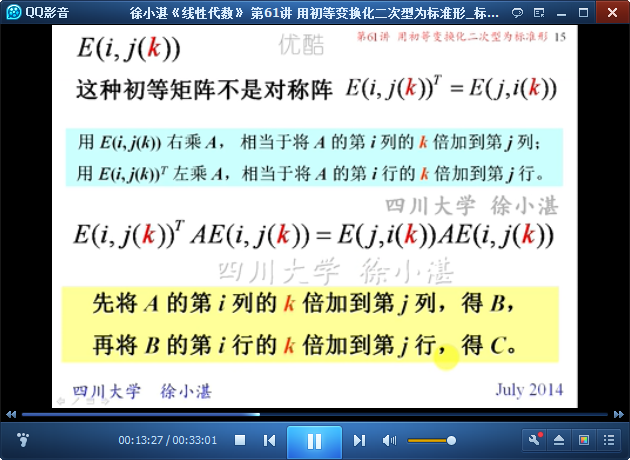 QQ影音
徐小湛《线性代数》 第61讲 用初等变换化二次型为标准形_标...
优酷
第61讲 用初等变换化二次型为标准形 15
E(i, j(k))
这种初等矩阵不是对称阵 E(i, j(k))^T = E(j,i(k))
用 E(i, j(k)) 右乘 A， 相当于将 A 的第 i 列的 k 倍加到第 j 列；
用 E(i, j(k))^T 左乘 A，相当于将 A 的第 i 行的 k 倍加到第 j 行。
四川大学 徐小湛
E(i, j(k))^T AE(i, j(k)) = E(j,i(k))AE(i, j(k))
四川大学 徐小湛
先将 A 的第 i 列的 k 倍加到第 j 列，得 B，
再将 B 的第 i 行的 k 倍加到第 j 行，得 C。
四川大学 徐小湛
July 2014
00:13:27 / 00:33:01